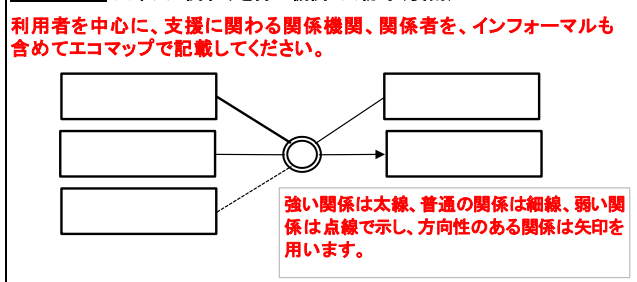 利用者を中心に、支援に関わる関係機関、関係者を、インフォーマルも
含めてエコマップで記載してください。
強い関係は太線、普通の関係は細線、弱い関
係は点線で示し、方向性のある関係は矢印を
用います。